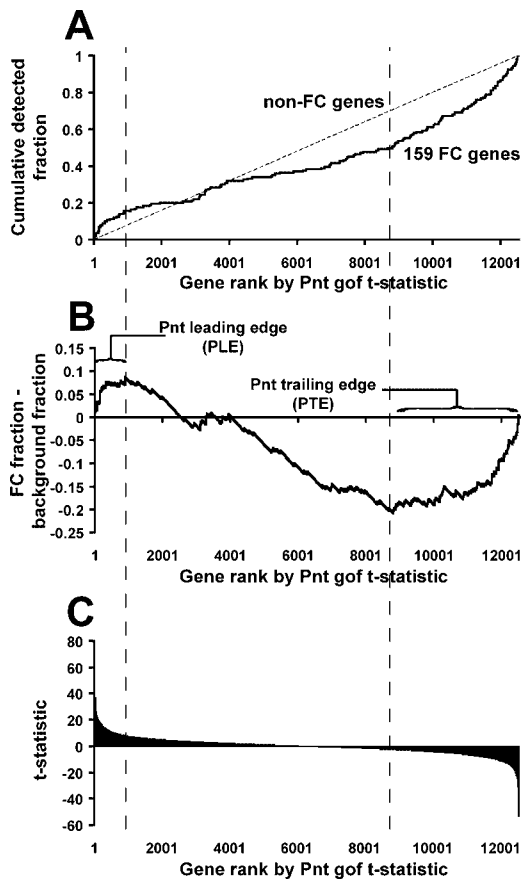 A
Cumulative detected
fraction
1
0.8
0.6
0.4
0.2
0
non-FC genes
159 FC genes
1 2001 4001 6001 8001 10001 12001
Gene rank by Pnt gof t-statistic
B
Pnt leading edge
(PLE)
Pnt trailing edge
(PTE)
FC fraction -
background fraction
0.15
0.1
0.05
0
-0.05
-0.1
-0.15
-0.2
-0.25
1 2001 4001 6001 8001 10001 12001
Gene rank by Pnt gof t-statistic
C
t-statistic
80
60
40
20
0
-20
-40
-60
1 2001 4001 6001 8001 10001 12001
Gene rank by Pnt gof t-statistic